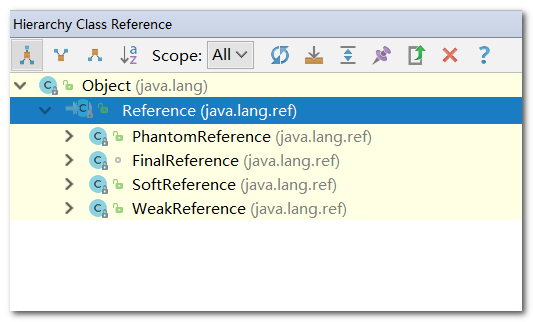 Hierarchy Class Reference
Scope: All
Object (java.lang)
Reference (java.lang.ref)
PhantomReference (java.lang.ref)
FinalReference (java.lang.ref)
SoftReference (java.lang.ref)
WeakReference (java.lang.ref)